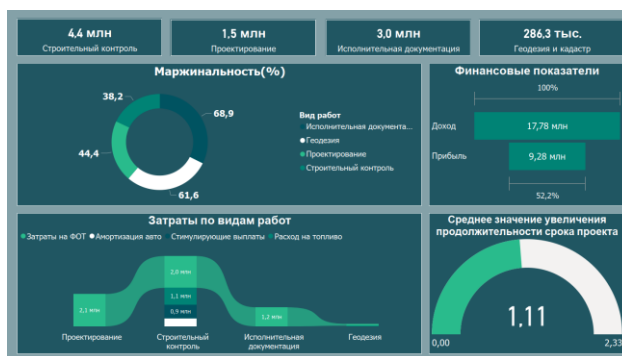 4,4 млн
Строительный контроль
1,5 млн
Проектирование
3,0 млн
Исполнительная документация
286,3 тыс.
Геодезия и кадастр
Маржинальность(%)
38,2
68,9
44,4
61,6
Вид работ
Исполнительная документа...
Геодезия
Проектирование
Строительный контроль
Финансовые показатели
100%
Доход
17,78 млн
Прибыль
9,28 млн
52,2%
Затраты по видам работ
Затраты на ФОТ Амортизация авто Стимулирующие выплаты Расход на топливо
2,0 млн
1,1 млн
2,1 млн
0,9 млн
1,2 млн
Проектирование
Строительный контроль
Исполнительная документация
Геодезия
Среднее значение увеличения
продолжительности срока проекта
1,11
0,00
2,33